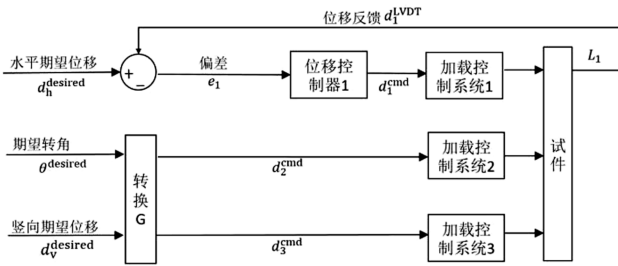 位移反馈 d₁ᴸⱽᴰᵀ
水平期望位移
dₕᵈᵉˢⁱʳᵉᵈ
+
−
偏差
e₁
位移控
制器1
d₁ᶜᵐᵈ
加载控
制系统1
L₁
试件
期望转角
θᵈᵉˢⁱʳᵉᵈ
转换G
d₂ᶜᵐᵈ
加载控
制系统2
竖向期望位移
dᵥᵈᵉˢⁱʳᵉᵈ
d₃ᶜᵐᵈ
加载控
制系统3